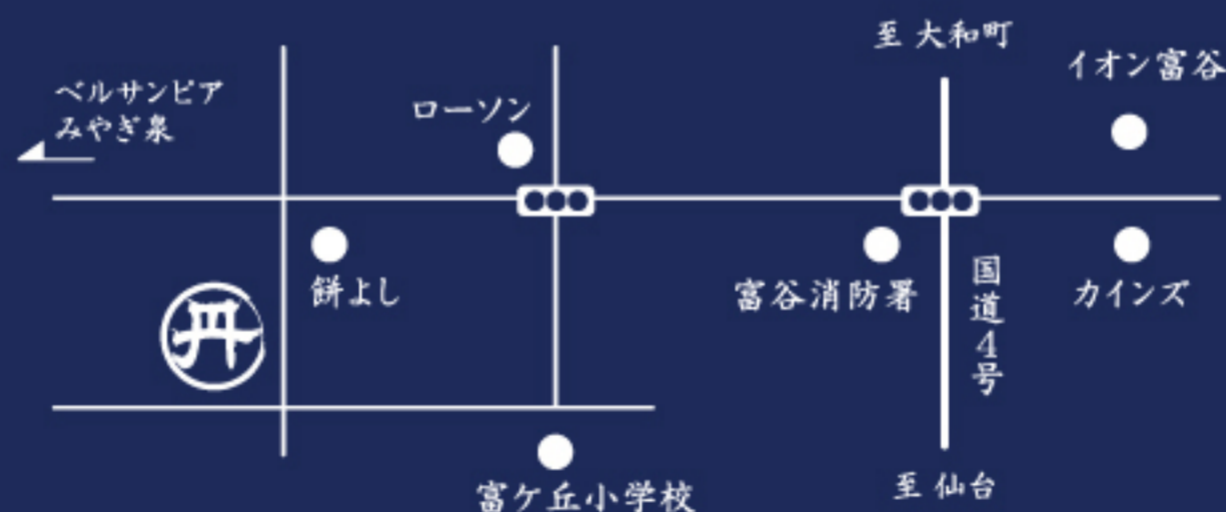 至 大和町
イオン富谷
ベルサンピア
みやぎ泉
ローソン
餅よし
富谷消防署
国道4号
カインズ
富ケ丘小学校
至 仙台